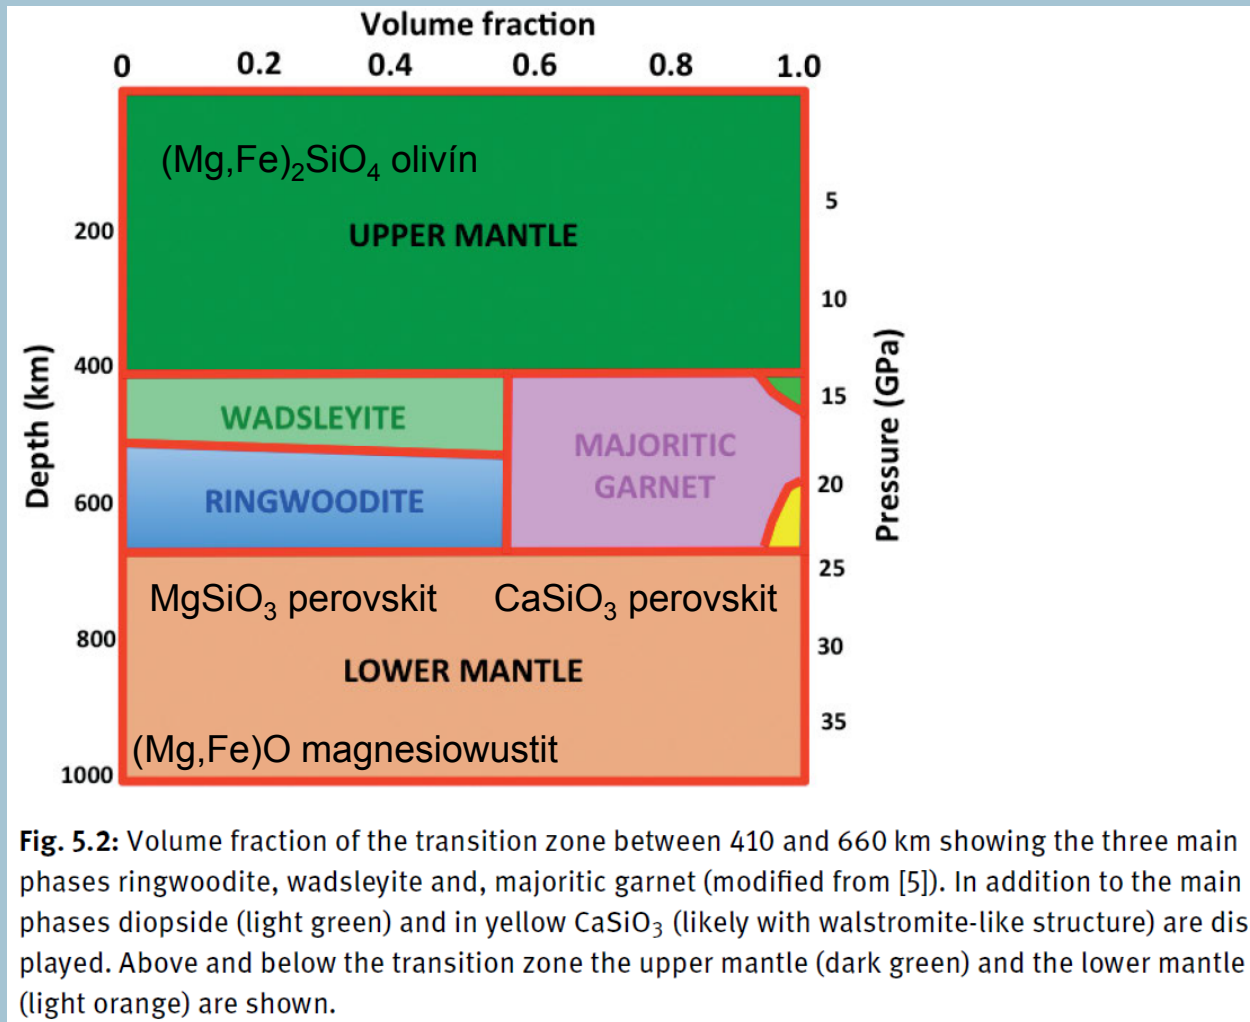 Volume fraction
0 0.2 0.4 0.6 0.8 1.0
(Mg,Fe)₂SiO₄ olivín
5
200
UPPER MANTLE
10
400
15
WADSLEYITE
MAJORITIC
GARNET
20
600
RINGWOODITE
25
MgSiO₃ perovskit CaSiO₃ perovskit
800
30
LOWER MANTLE
35
(Mg,Fe)O magnesiowustit
1000
Depth (km)
Pressure (GPa)
Fig. 5.2: Volume fraction of the transition zone between 410 and 660 km showing the three main
phases ringwoodite, wadsleyite and, majoritic garnet (modified from [5]). In addition to the main
phases diopside (light green) and in yellow CaSiO₃ (likely with walstromite-like structure) are dis
played. Above and below the transition zone the upper mantle (dark green) and the lower mantle
(light orange) are shown.